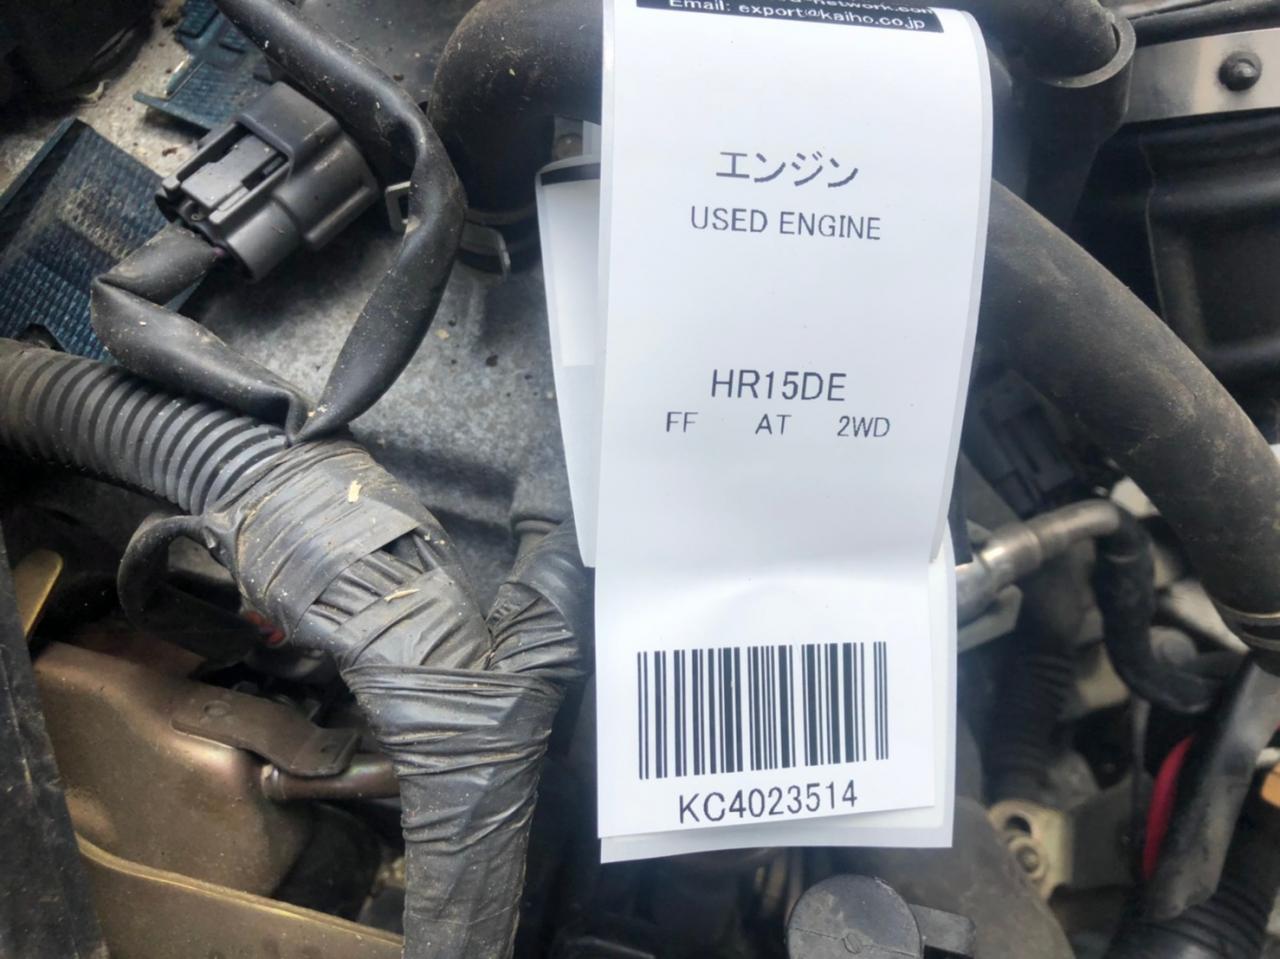 Email: export@kaiho.co.jp
エンジン
USED ENGINE
HR15DE
FF AT 2WD
KC4023514